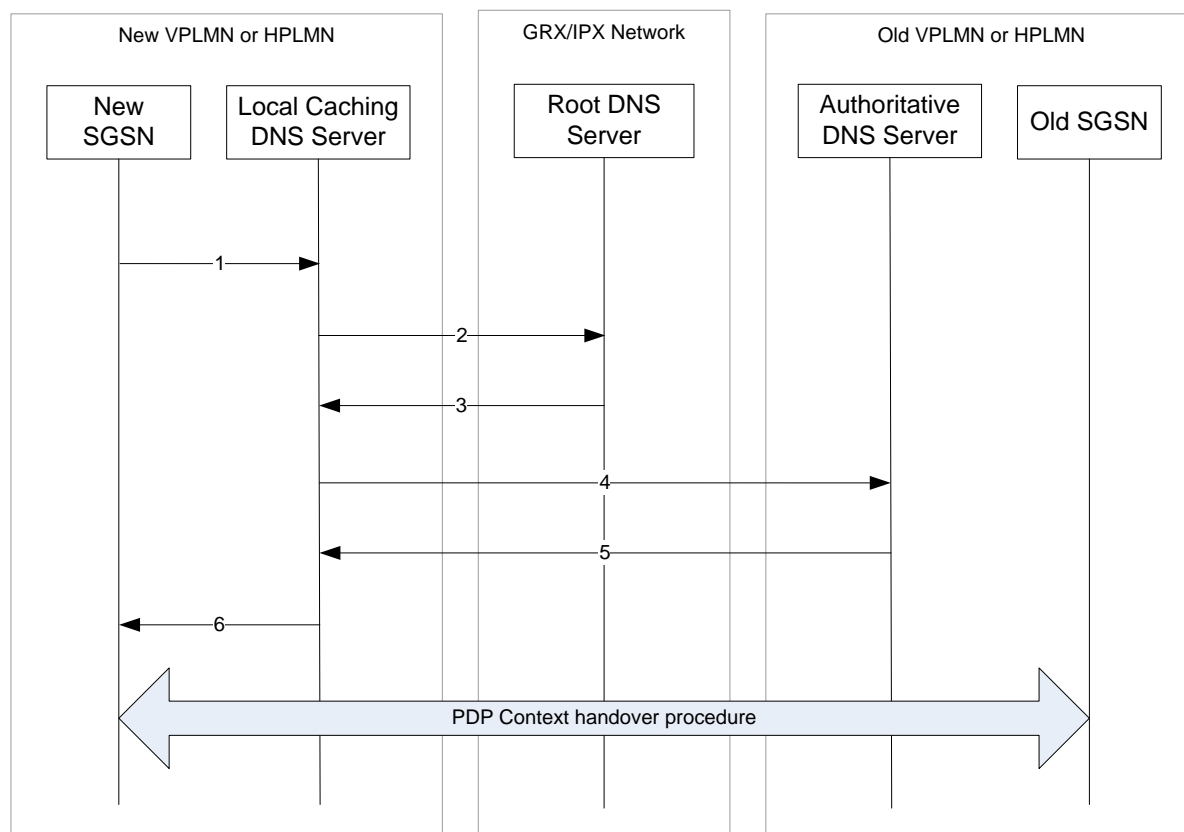 New VPLMN or HPLMN
GRX/IPX Network
Old VPLMN or HPLMN
New
SGSN
Local Caching
DNS Server
Root DNS
Server
Authoritative
DNS Server
Old SGSN
1
2
3
4
5
6
PDP Context handover procedure